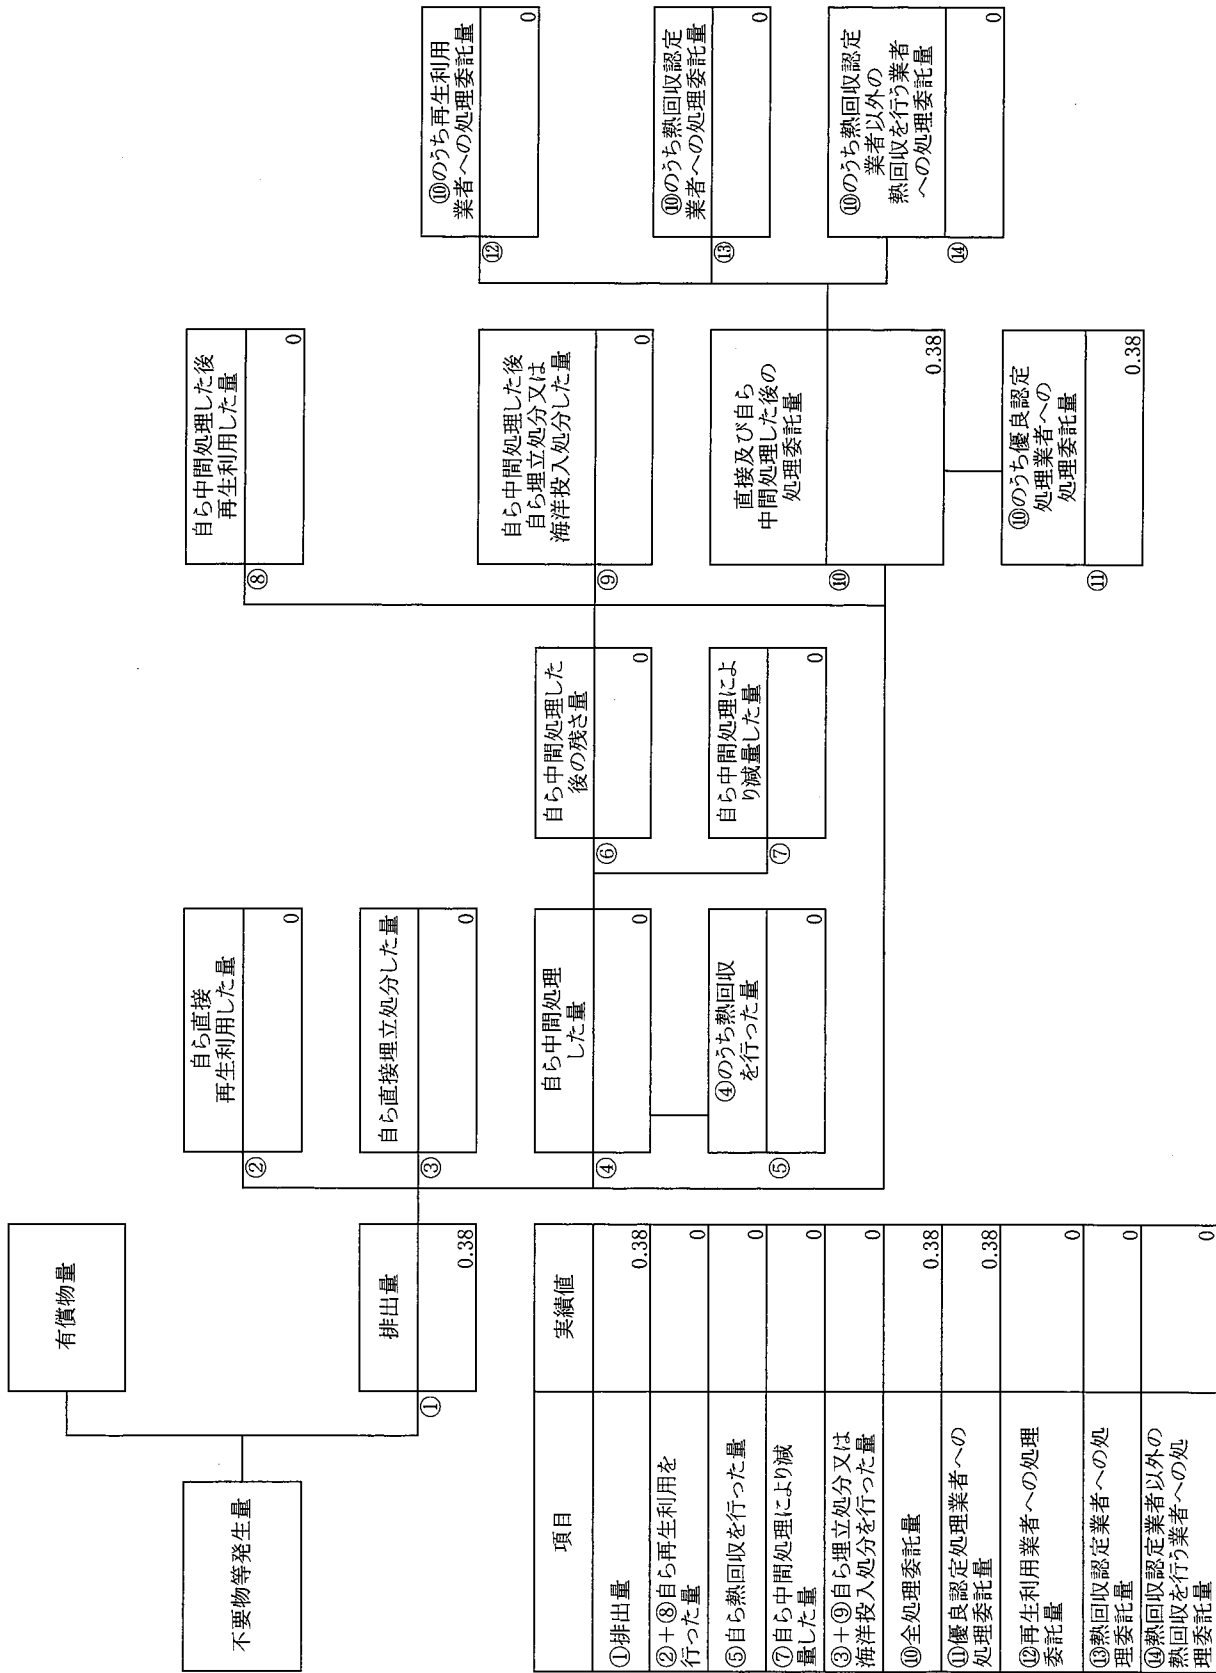 不要物等発生量
有償物量
排出量
①
0.38
自ら直接
再生利用した量
②
0
自ら直接埋立処分した量
③
0
自ら中間処理
した量
④
0
④のうち熱回収
を行った量
⑤
0
自ら中間処理した
後の残さ量
⑥
0
自ら中間処理によ
り減量した量
⑦
0
自ら中間処理した後
再生利用した量
⑧
0
自ら中間処理した後
自ら埋立処分又は
海洋投入処分した量
⑨
0
直接及び自ら
中間処理した後の
処理委託量
⑩
0.38
⑩のうち優良認定
処理業者への
処理委託量
⑪
0.38
⑩のうち再生利用
業者への処理委託量
⑫
0
⑩のうち熱回収認定
業者への処理委託量
⑬
0
⑩のうち熱回収認定
業者以外の
熱回収を行う業者
への処理委託量
⑭
0
項目 実績値
①排出量 0.38
②+⑧自ら再生利用を
行った量 0
⑤自ら熱回収を行った量 0
⑦自ら中間処理により減
量した量 0
③+⑨自ら埋立処分又は
海洋投入処分を行った量 0
⑩全処理委託量 0.38
⑪優良認定処理業者への
処理委託量 0.38
⑫再生利用業者への処理
委託量 0
⑬熱回収認定業者への処
理委託量 0
⑭熱回収認定業者以外の
熱回収を行う業者への処
理委託量 0